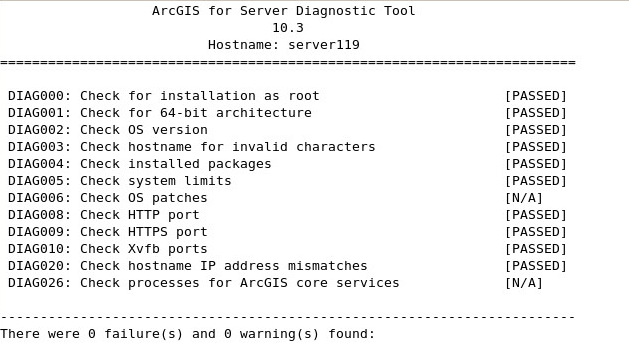 ArcGIS for Server Diagnostic Tool
10.3
Hostname: server119
========================================================================
DIAG000: Check for installation as root [PASSED]
DIAG001: Check for 64-bit architecture [PASSED]
DIAG002: Check OS version [PASSED]
DIAG003: Check hostname for invalid characters [PASSED]
DIAG004: Check installed packages [PASSED]
DIAG005: Check system limits [PASSED]
DIAG006: Check OS patches [N/A]
DIAG008: Check HTTP port [PASSED]
DIAG009: Check HTTPS port [PASSED]
DIAG010: Check Xvfb ports [PASSED]
DIAG020: Check hostname IP address mismatches [PASSED]
DIAG026: Check processes for ArcGIS core services [N/A]
------------------------------------------------------------------------
There were 0 failure(s) and 0 warning(s) found: